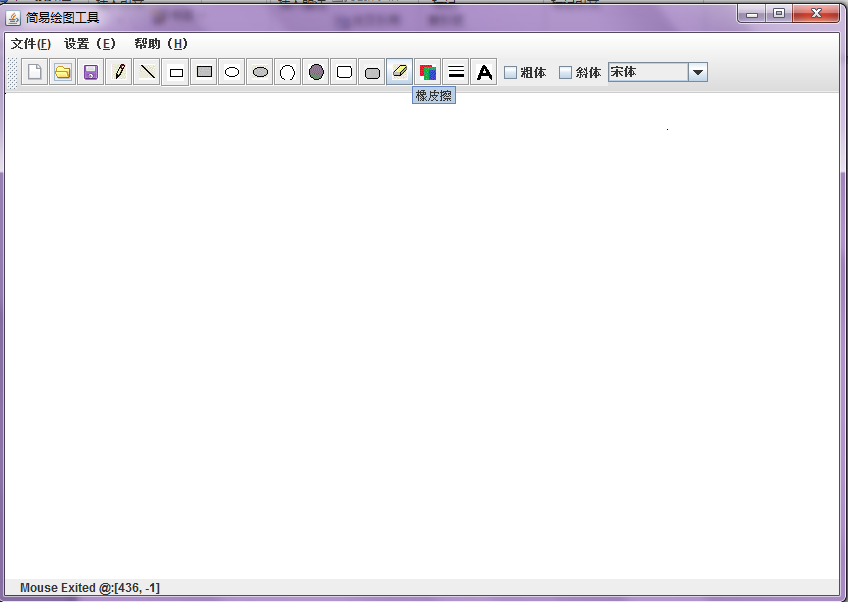 简易绘图工具
文件(F) 设置 (E) 帮助 (H)
A 粗体 斜体 宋体
橡皮擦
Mouse Exited @:[436, -1]